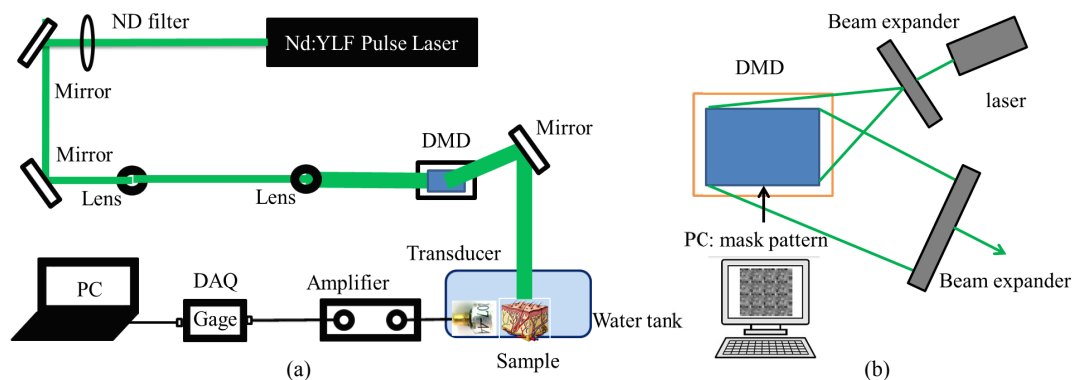 ND filter
Nd:YLF Pulse Laser
Mirror
Mirror
Lens
Lens
DMD
Mirror
Transducer
PC
DAQ
Gage
Amplifier
Water tank
Sample
(a)
Beam expander
DMD
laser
PC: mask pattern
Beam expander
(b)